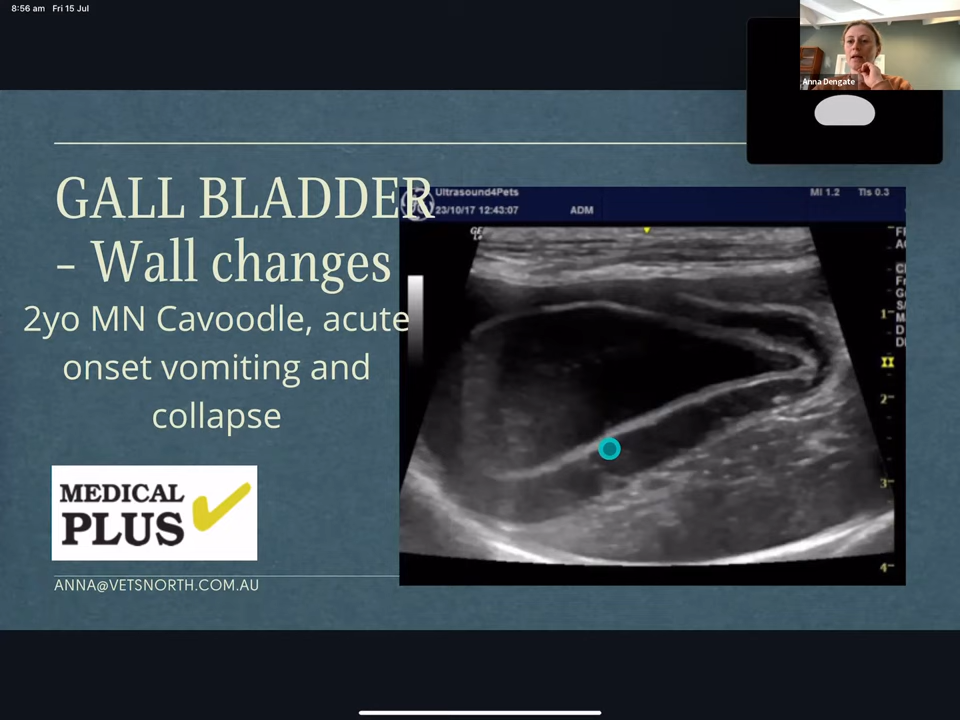 8:56 am Fri 15 Jul
Anna Dengate
GALL BLADDER
– Wall changes
2yo MN Cavoodle, acute
onset vomiting and
collapse
Ultrasound4Pets
MI 1.2 TIs 0.3
23/10/17 12:43:07 ADM
1
2
3
4
MEDICAL
PLUS
ANNA@VETSNORTH.COM.AU